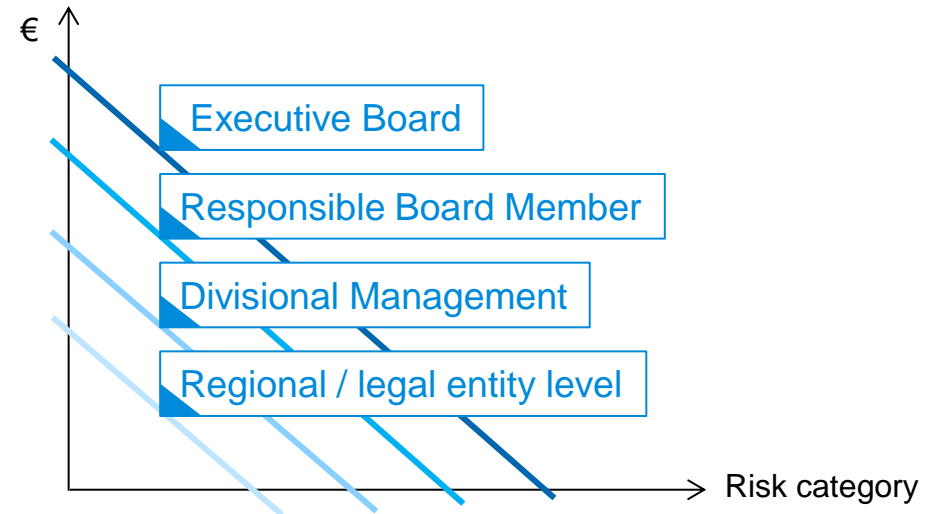 €
Executive Board
Responsible Board Member
Divisional Management
Regional / legal entity level
Risk category